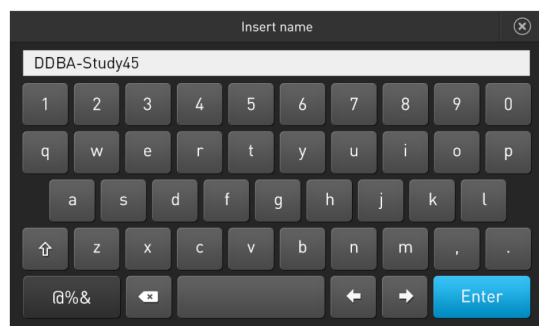 Insert name
DDBA-Study45
1 2 3 4 5 6 7 8 9 0
q w e r t y u i o p
a s d f g h j k l
z x c v b n m , .
@%& Enter